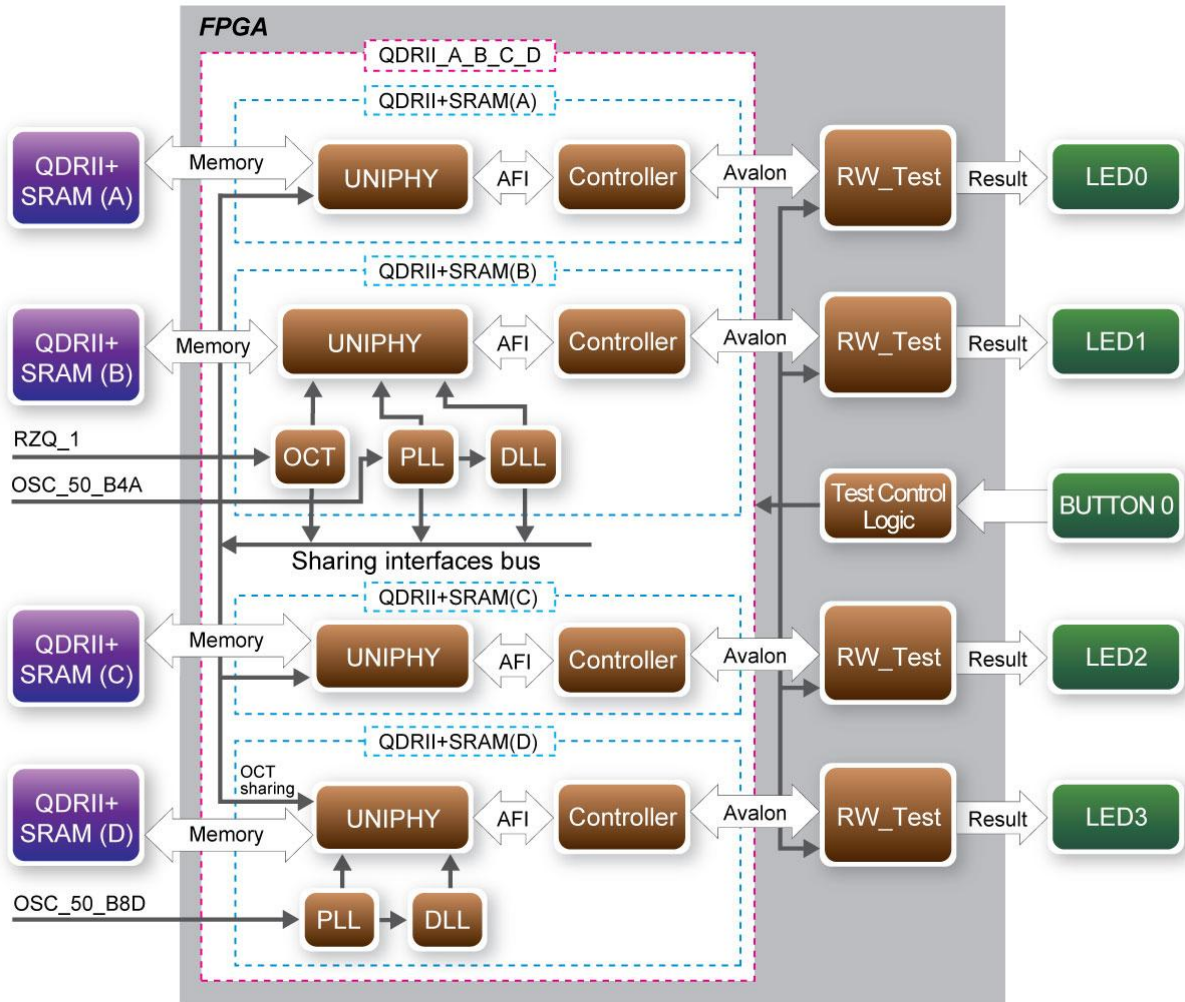 FPGA
QDRII_A_B_C_D
QDRII+SRAM(A)
QDRII+
SRAM (A)
Memory
UNIPHY
AFI
Controller
Avalon
RW_Test
Result
LED0
QDRII+SRAM(B)
QDRII+
SRAM (B)
Memory
UNIPHY
AFI
Controller
Avalon
RW_Test
Result
LED1
RZQ_1
OCT
PLL
DLL
OSC_50_B4A
Test Control
Logic
BUTTON 0
Sharing interfaces bus
QDRII+SRAM(C)
QDRII+
SRAM (C)
Memory
UNIPHY
AFI
Controller
Avalon
RW_Test
Result
LED2
QDRII+SRAM(D)
QDRII+
SRAM (D)
OCT
sharing
Memory
UNIPHY
AFI
Controller
Avalon
RW_Test
Result
LED3
OSC_50_B8D
PLL
DLL